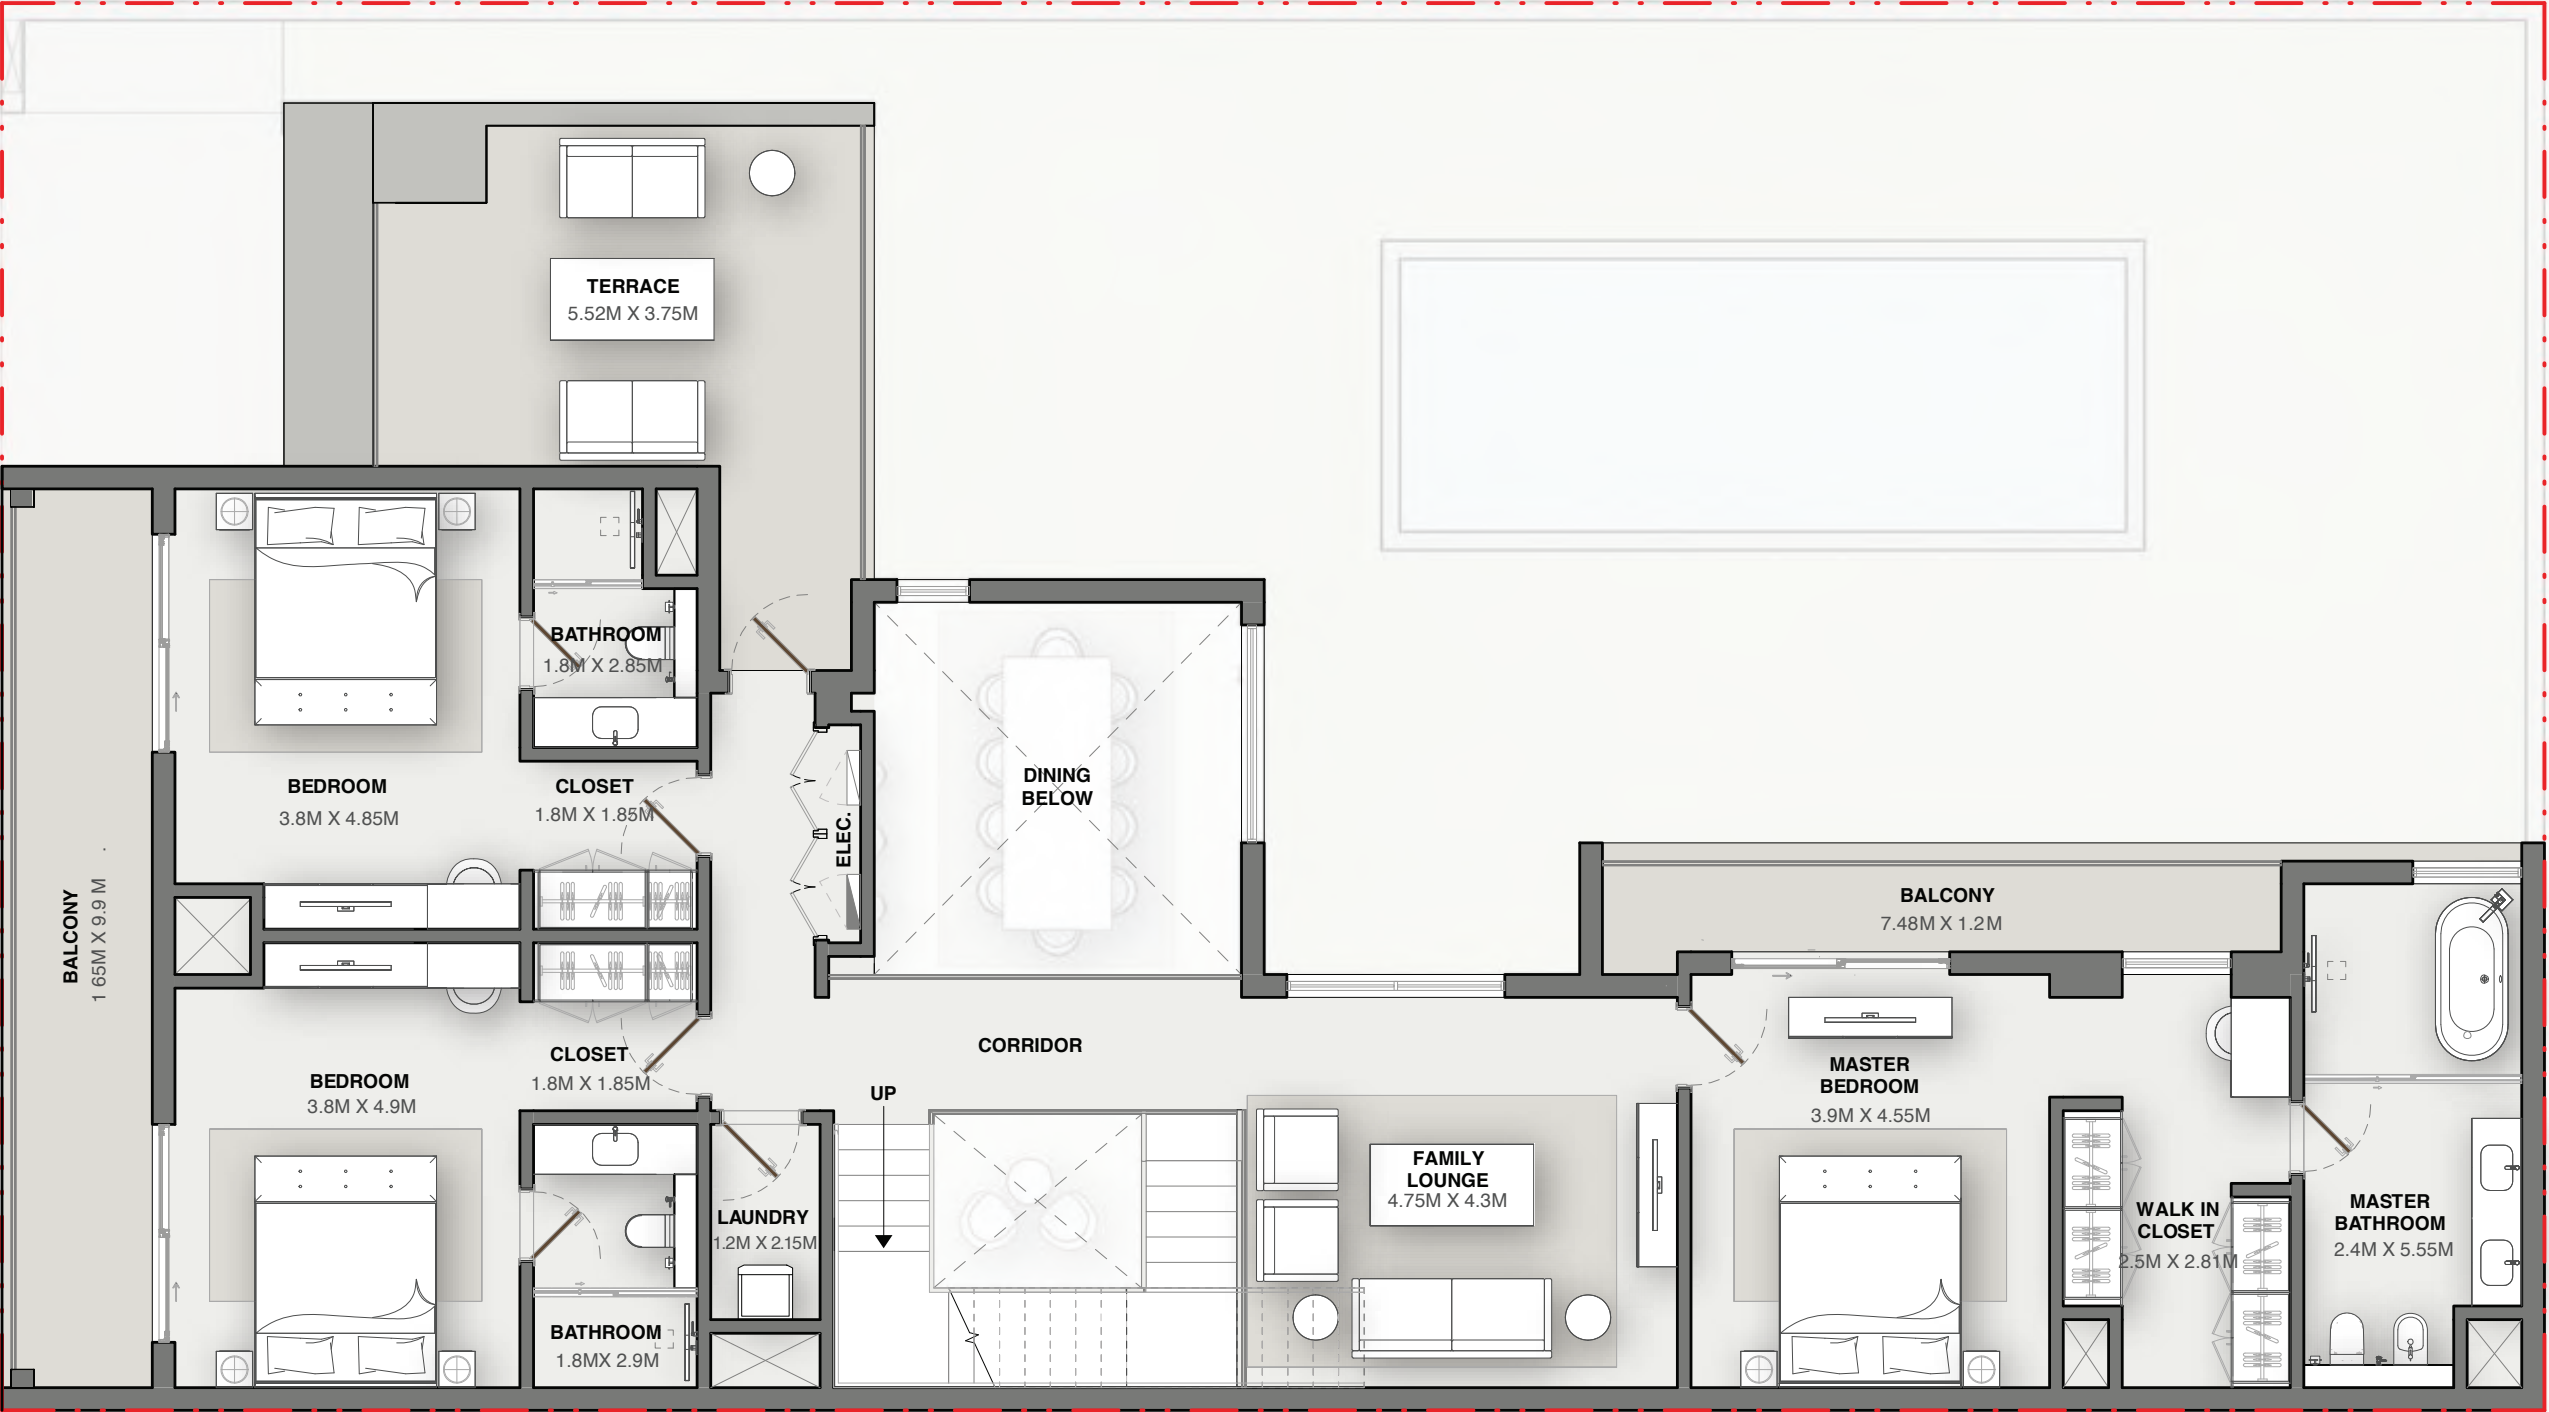 TERRACE
5.52M X 3.75M
BATHROOM
1.8M X 2.85M
BEDROOM
3.8M X 4.85M
CLOSET
1.8M X 1.85M
ELEC.
DINING
BELOW
BALCONY
1 65M X 9.9 M
BALCONY
7.48M X 1.2M
CORRIDOR
CLOSET
1.8M X 1.85M
BEDROOM
3.8M X 4.9M
UP
MASTER
BEDROOM
3.9M X 4.55M
FAMILY
LOUNGE
4.75M X 4.3M
LAUNDRY
1.2M X 2.15M
WALK IN
CLOSET
2.5M X 2.81M
MASTER
BATHROOM
2.4M X 5.55M
BATHROOM
1.8MX 2.9M